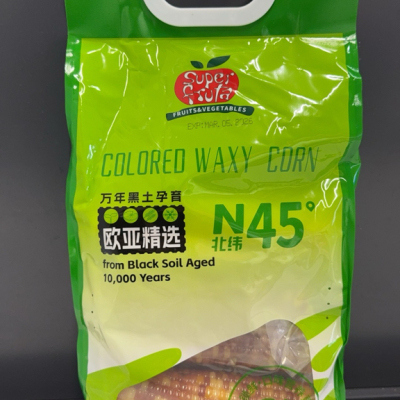 Super
fruta
FRUITS&VEGETABLES
COLORED WAXY CORN
万年黑土孕育
欧亚精选
from Black Soil Aged
10,000 Years
N45°
北纬